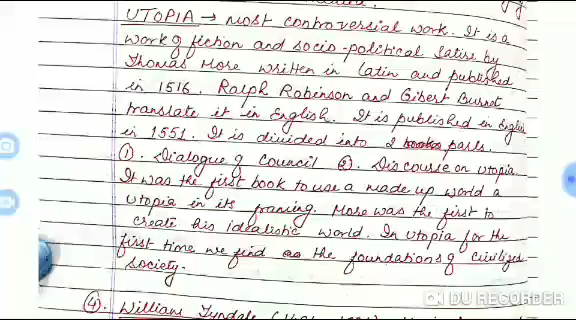 UTOPIA → most controversial work. It is a
work of fiction and socio-political satire by
Thomas More written in latin and published
in 1516. Ralph Robinson and Gibert Burnet
translate it in English. It is published in English
in 1551. It is divided into 2 parts.
①. Dialogue of Council ②. Discourse on utopia.
It was the first book to use a made up world a
utopia in its framing. More was the first to
create his idealistic world. In utopia for the
first time we find as the foundations of civilized
society.
④. William Tyndale
DU RECORDER